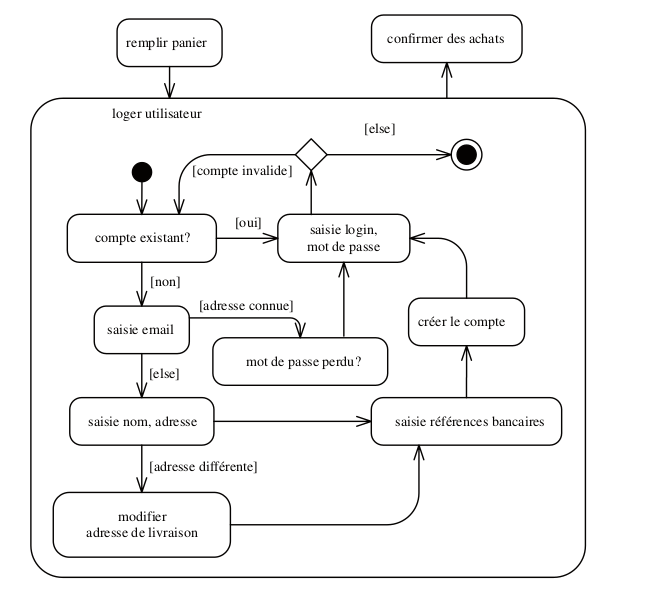 remplir panier
confirmer des achats
loger utilisateur
[else]
[compte invalide]
compte existant?
[oui]
saisie login,
mot de passe
[non]
saisie email
[adresse connue]
créer le compte
mot de passe perdu?
[else]
saisie nom, adresse
saisie références bancaires
[adresse différente]
modifier
adresse de livraison